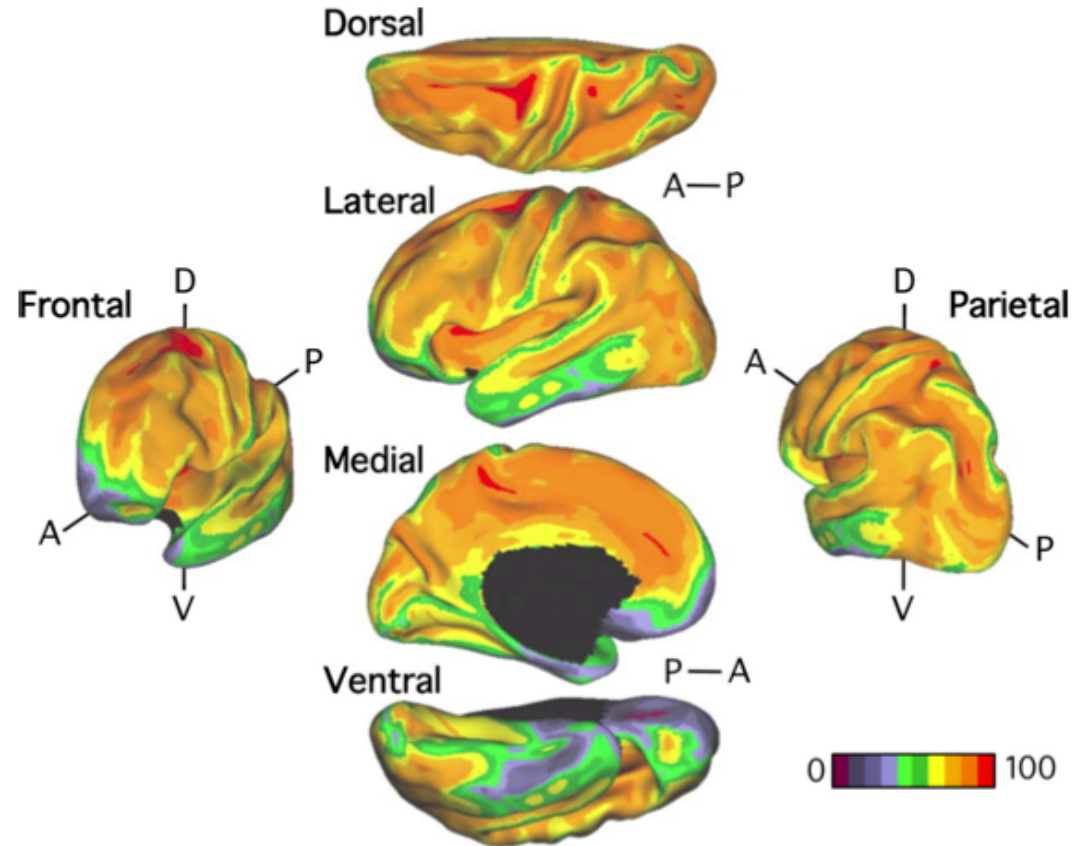 Dorsal
A—P
Lateral
D
Frontal
P
A
V
D
Parietal
A
P
V
Medial
P—A
Ventral
0 100